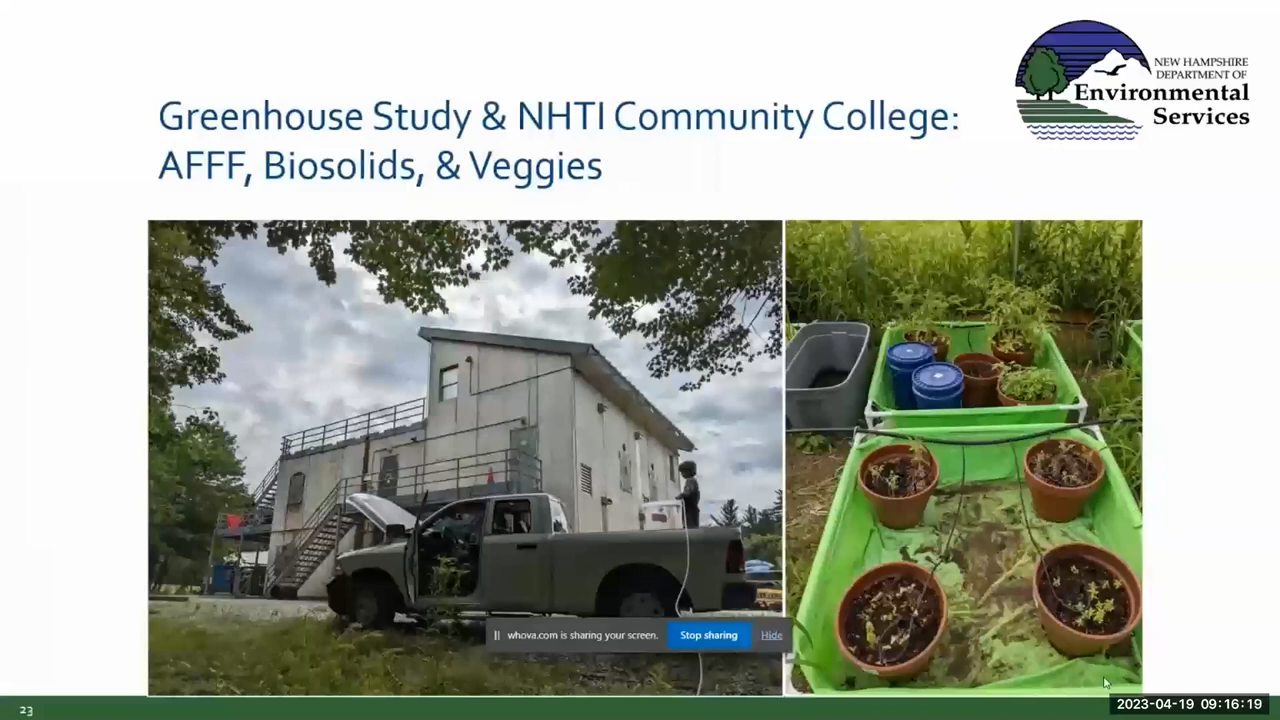 NEW HAMPSHIRE
DEPARTMENT OF
Environmental
Services
Greenhouse Study & NHTI Community College:
AFFF, Biosolids, & Veggies
whova.com is sharing your screen.
Stop sharing
Hide
23
2023-04-19 09:16:19